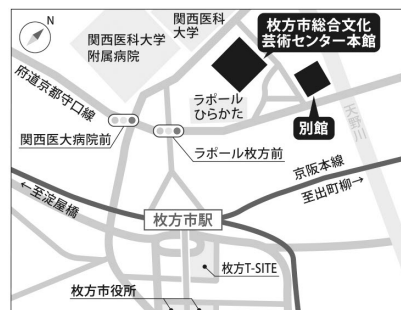 N
関西医科大学
附属病院
関西医科
大学
枚方市総合文化
芸術センター本館
府道京都守口線
ラポール
ひらかた
別館
天野川
関西医大病院前
ラポール枚方前
京阪本線
至出町柳→
←至淀屋橋
枚方市駅
枚方T-SITE
枚方市役所